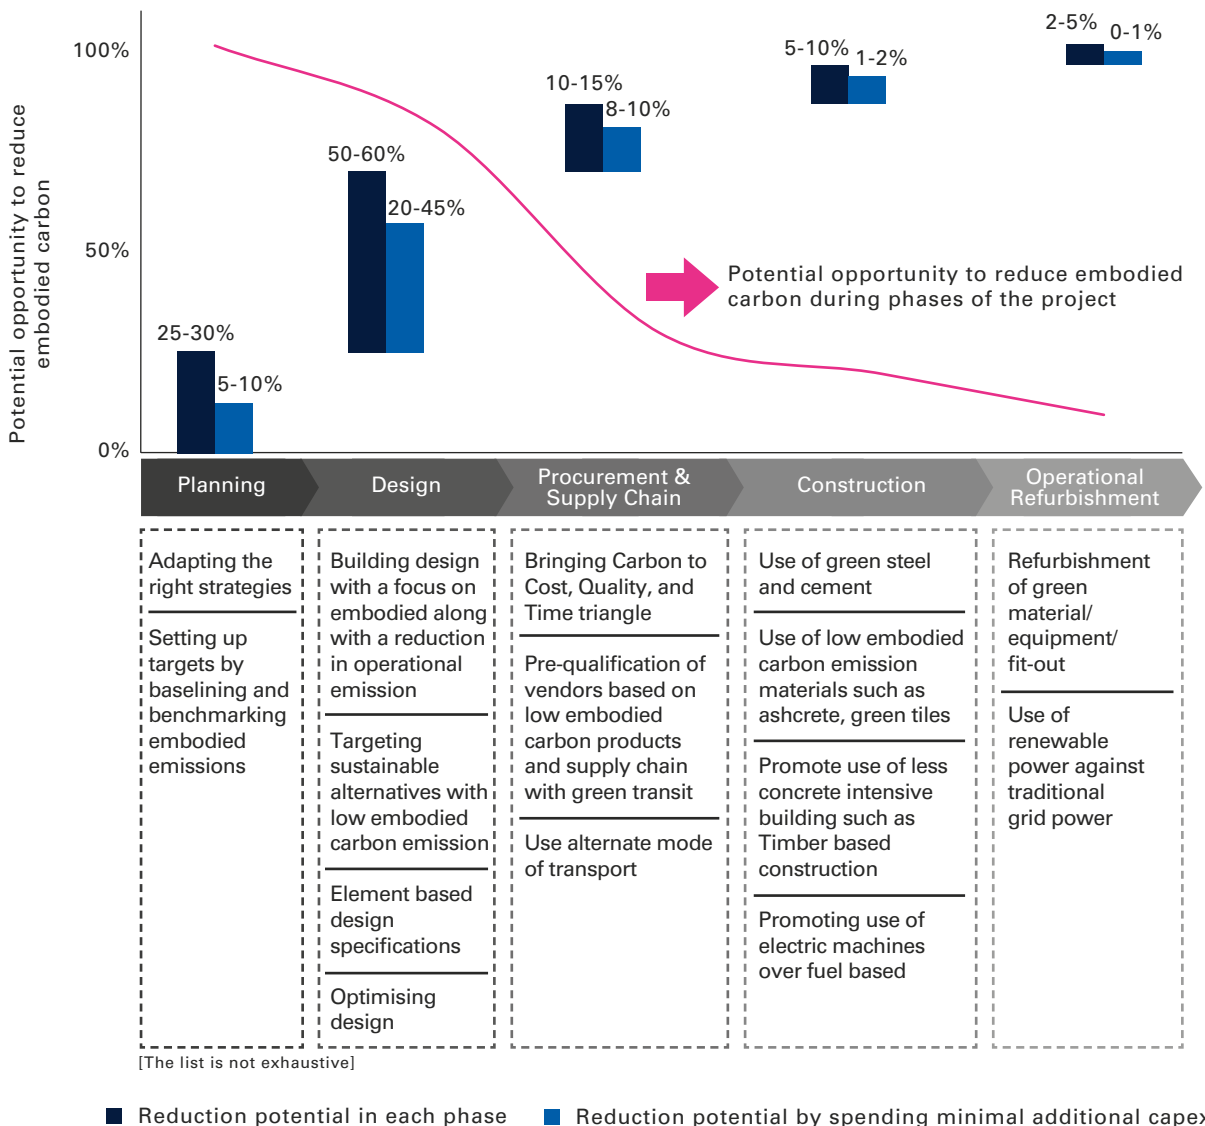 Potential opportunity to reduce
embodied carbon
100%
50%
0%
25-30%
5-10%
50-60%
20-45%
10-15%
8-10%
5-10%
1-2%
2-5%
0-1%
Potential opportunity to reduce embodied
carbon during phases of the project
Planning
Design
Procurement &
Supply Chain
Construction
Operational
Refurbishment
Adapting the
right strategies
Setting up
targets by
baselining and
benchmarking
embodied
emissions
Building design
with a focus on
embodied along
with a reduction
in operational
emission
Targeting
sustainable
alternatives with
low embodied
carbon emission
Element based
design
specifications
Optimising
design
Bringing Carbon to
Cost, Quality, and
Time triangle
Pre-qualification of
vendors based on
low embodied
carbon products
and supply chain
with green transit
Use alternate mode
of transport
Use of green steel
and cement
Use of low embodied
carbon emission
materials such as
ashcrete, green tiles
Promote use of less
concrete intensive
building such as
Timber based
construction
Promoting use of
electric machines
over fuel based
Refurbishment
of green
material/
equipment/
fit-out
Use of
renewable
power against
traditional
grid power
[The list is not exhaustive]
Reduction potential in each phase
Reduction potential by spending minimal additional capex